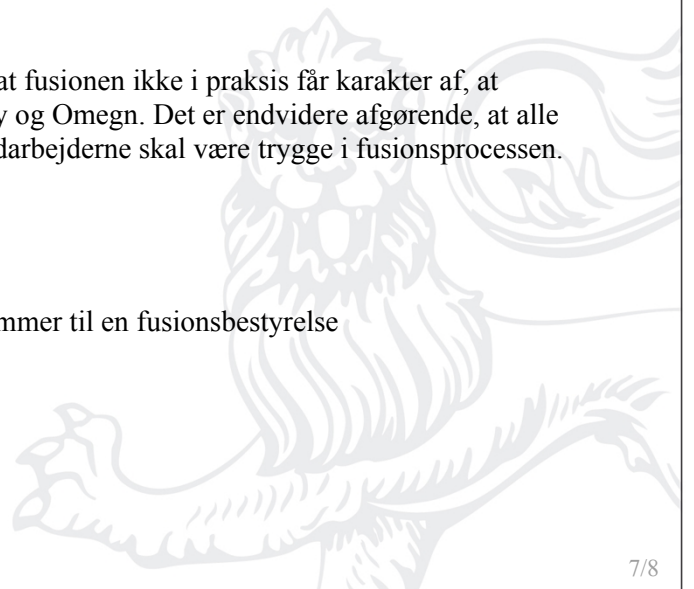 at fusionen ikke i praksis får karakter af, at
og Omegn. Det er endvidere afgørende, at alle
darbejderne skal være trygge i fusionsprocessen.
mmer til en fusionsbestyrelse
7/8